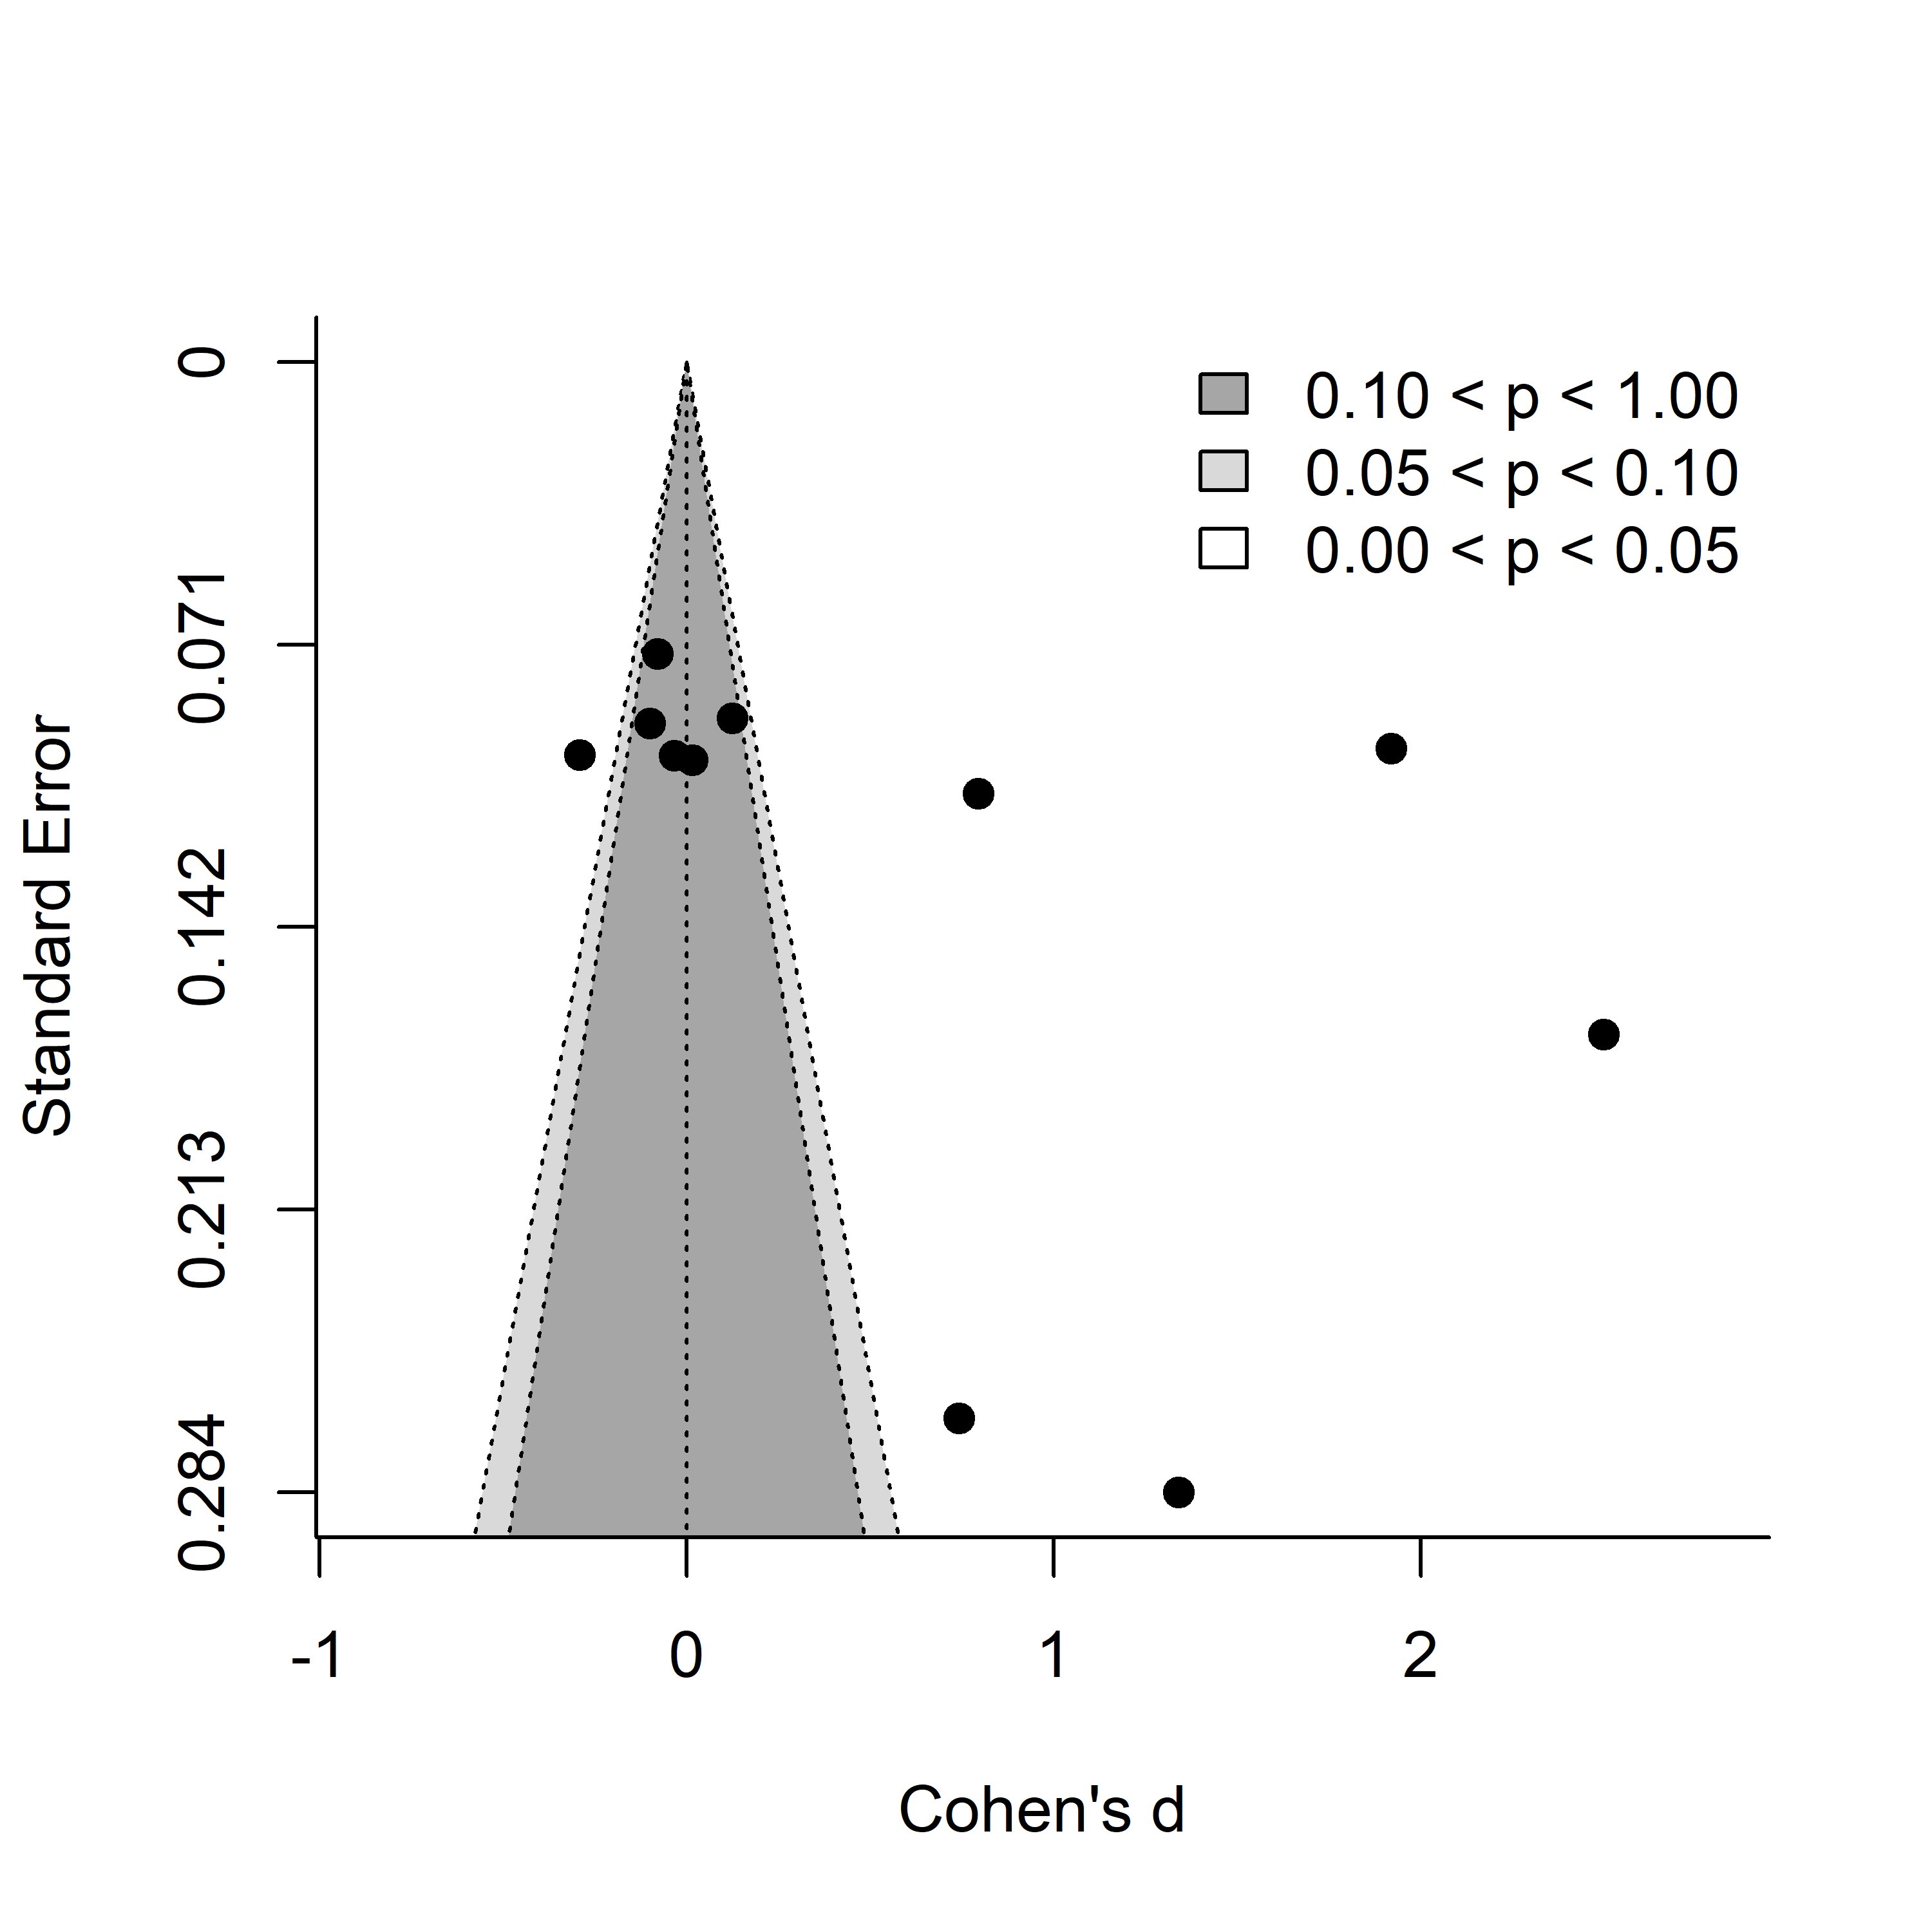 0.10 < p < 1.00
0.05 < p < 0.10
0.00 < p < 0.05
Standard Error
0
0.071
0.142
0.213
0.284
-1
0
1
2
Cohen's d